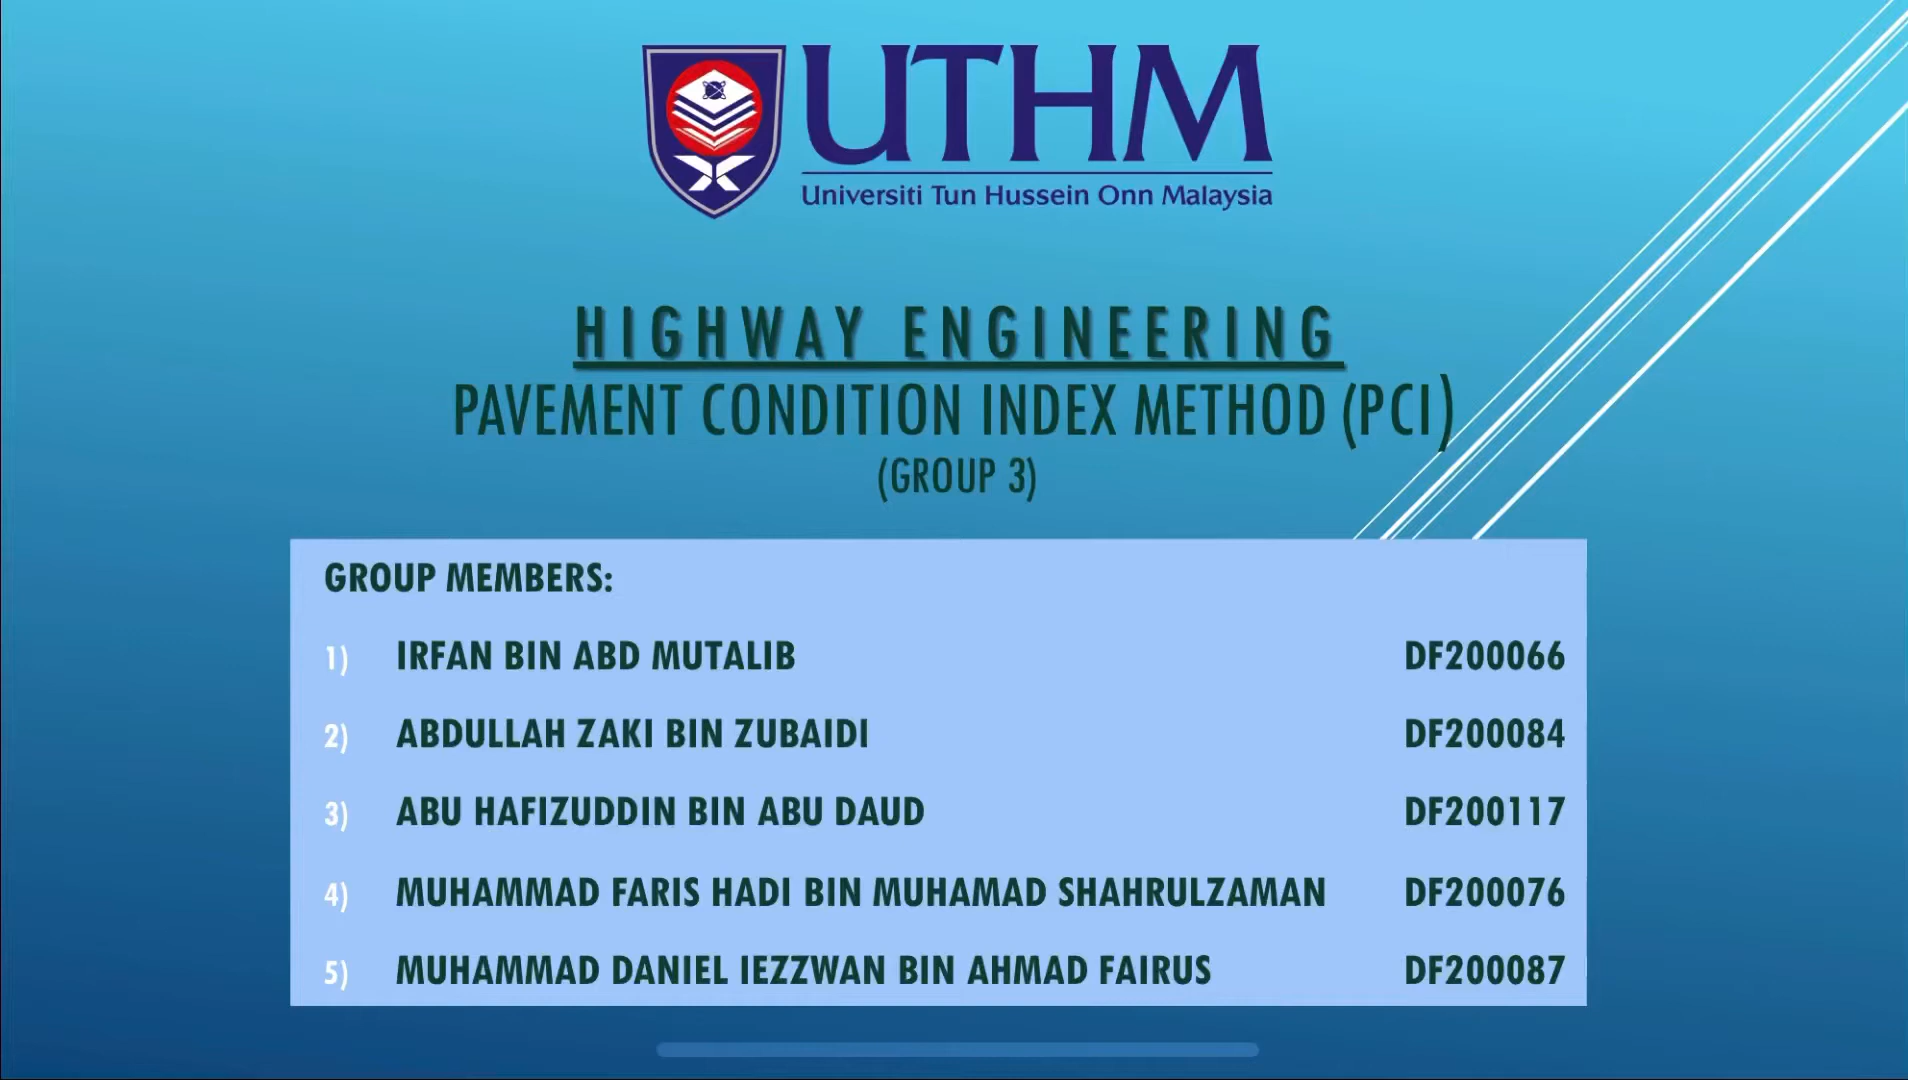 UTHM
Universiti Tun Hussein Onn Malaysia
HIGHWAY ENGINEERING
PAVEMENT CONDITION INDEX METHOD (PCI)
(GROUP 3)
GROUP MEMBERS:
1) IRFAN BIN ABD MUTALIB DF200066
2) ABDULLAH ZAKI BIN ZUBAIDI DF200084
3) ABU HAFIZUDDIN BIN ABU DAUD DF200117
4) MUHAMMAD FARIS HADI BIN MUHAMAD SHAHRULZAMAN DF200076
5) MUHAMMAD DANIEL IEZZWAN BIN AHMAD FAIRUS DF200087